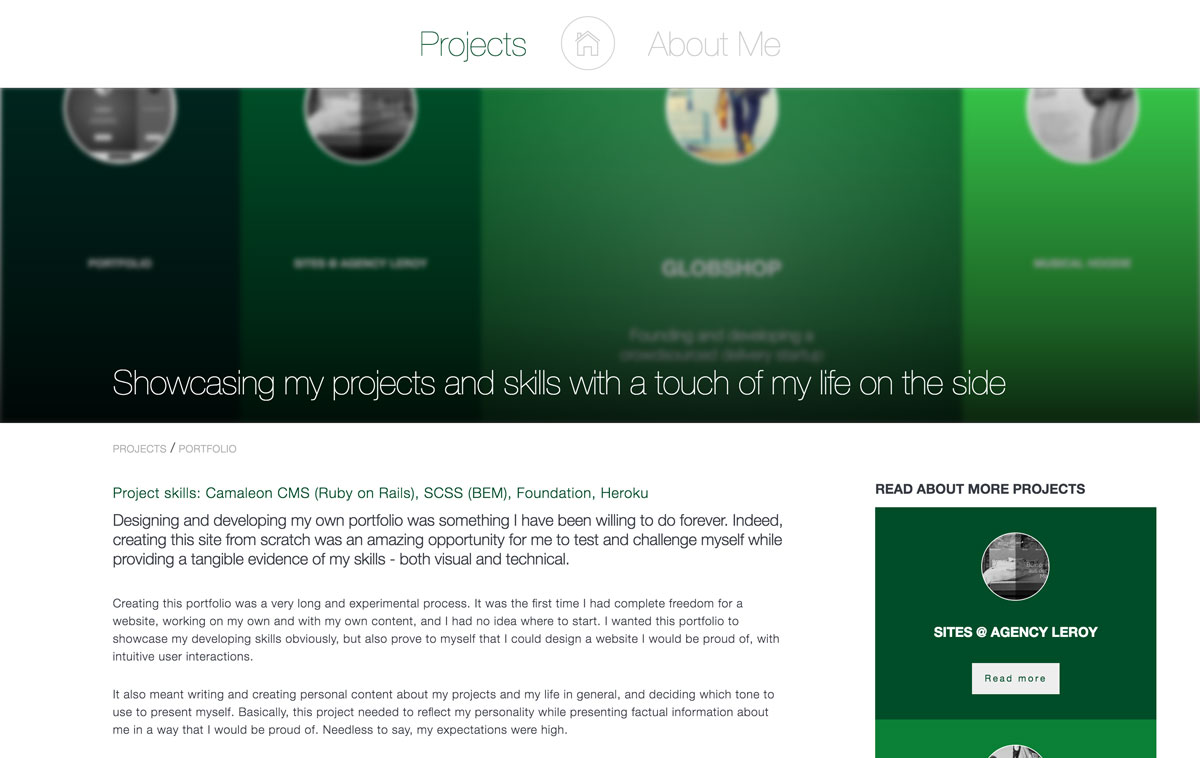 Projects
About Me
PORTFOLIO
SITES @ AGENCY LEROY
GLOBSHOP
MUSICAL HOODIE
Founding and developing a
crowdsourced delivery startup
Showcasing my projects and skills with a touch of my life on the side
PROJECTS / PORTFOLIO
Project skills: Camaleon CMS (Ruby on Rails), SCSS (BEM), Foundation, Heroku
Designing and developing my own portfolio was something I have been willing to do forever. Indeed,
creating this site from scratch was an amazing opportunity for me to test and challenge myself while
providing a tangible evidence of my skills - both visual and technical.
Creating this portfolio was a very long and experimental process. It was the first time I had complete freedom for a
website, working on my own and with my own content, and I had no idea where to start. I wanted this portfolio to
showcase my developing skills obviously, but also prove to myself that I could design a website I would be proud of, with
intuitive user interactions.
It also meant writing and creating personal content about my projects and my life in general, and deciding which tone to
use to present myself. Basically, this project needed to reflect my personality while presenting factual information about
me in a way that I would be proud of. Needless to say, my expectations were high.
READ ABOUT MORE PROJECTS
SITES @ AGENCY LEROY
Read more